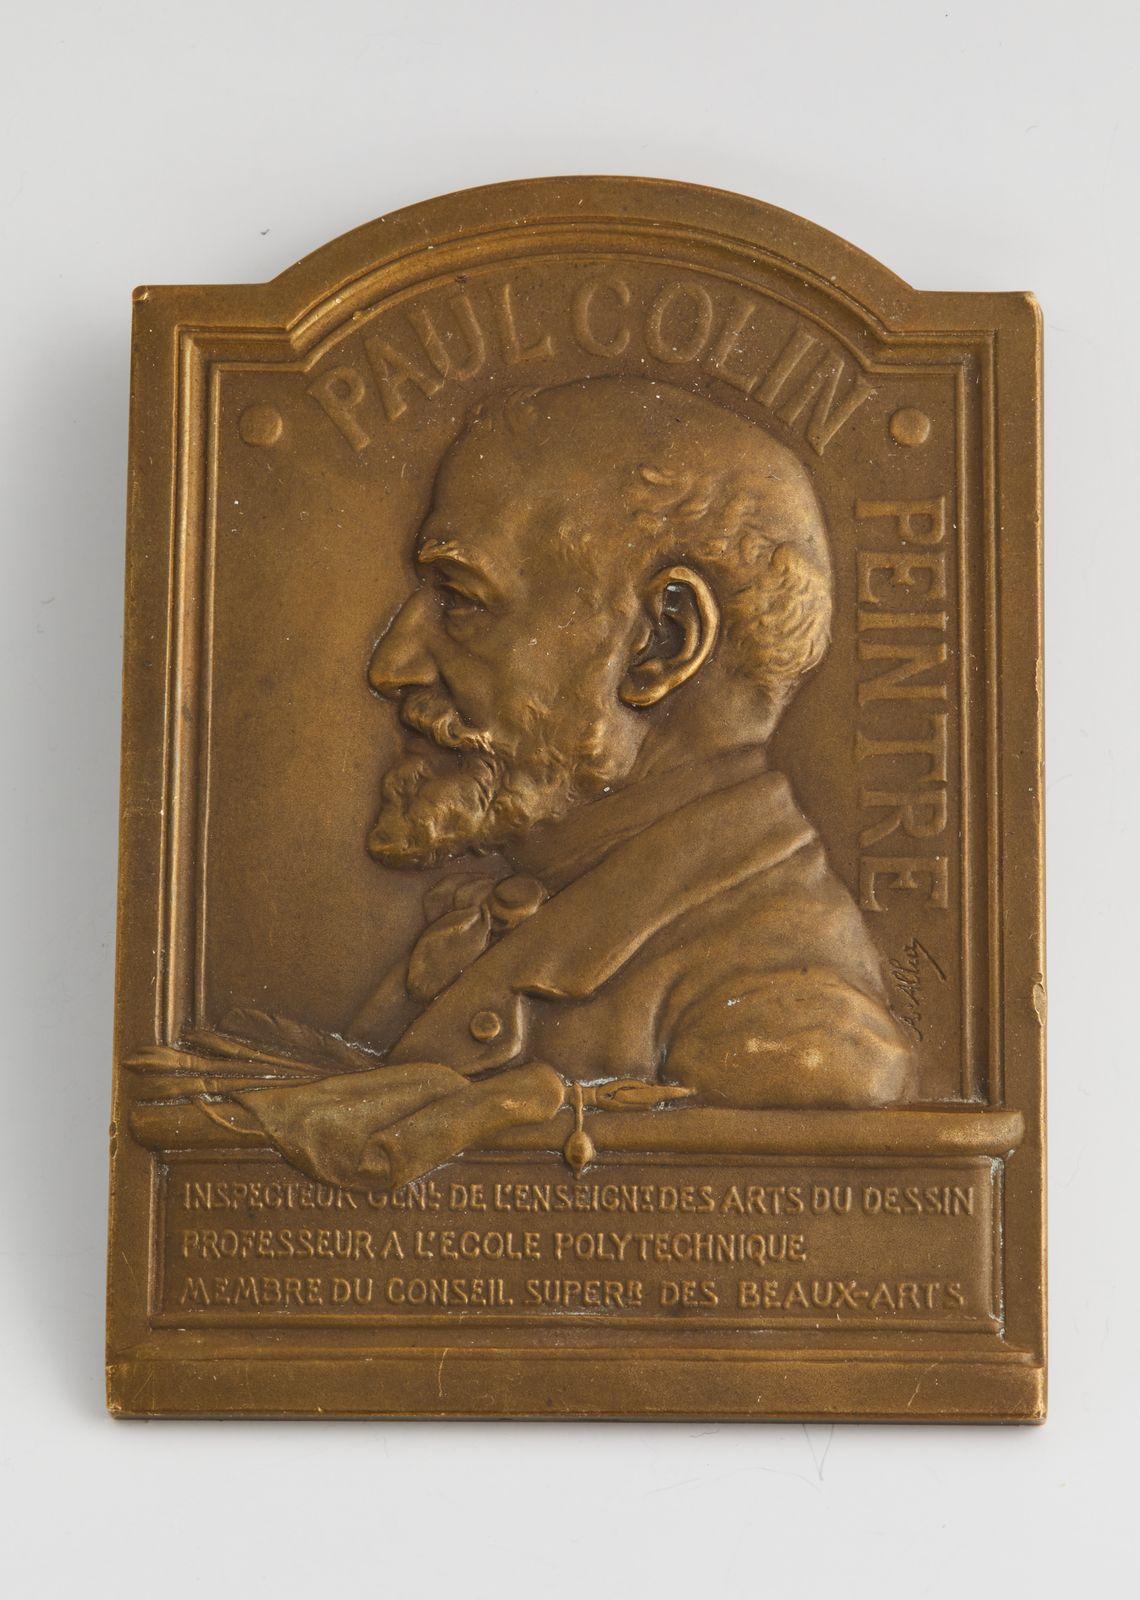 PAUL COLIN
PEINTRE
INSPECTEUR GENL DE L'ENSEIGNT DES ARTS DU DESSIN
PROFESSEUR A L'ECOLE POLYTECHNIQUE
MEMBRE DU CONSEIL SUPERR DES BEAUX-ARTS